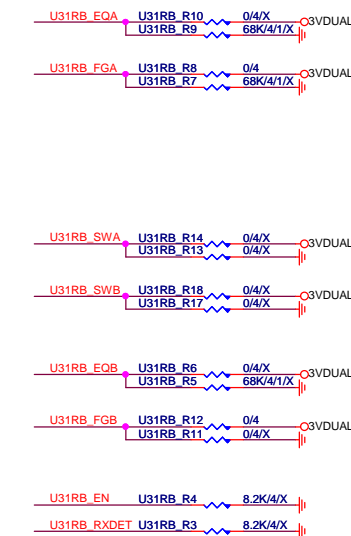 U31RB_EQA U31RB_R10 0/4/X 3VDUAL
U31RB_R9 68K/4/1/X
U31RB_FGA U31RB_R8 0/4 3VDUAL
U31RB_R7 68K/4/1/X
U31RB_SWA U31RB_R14 0/4/X 3VDUAL
U31RB_R13 0/4/X
U31RB_SWB U31RB_R18 0/4/X 3VDUAL
U31RB_R17 0/4/X
U31RB_EQB U31RB_R6 0/4/X 3VDUAL
U31RB_R5 68K/4/1/X
U31RB_FGB U31RB_R12 0/4 3VDUAL
U31RB_R11 0/4/X
U31RB_EN U31RB_R4 8.2K/4/X
U31RB_RXDET U31RB_R3 8.2K/4/X